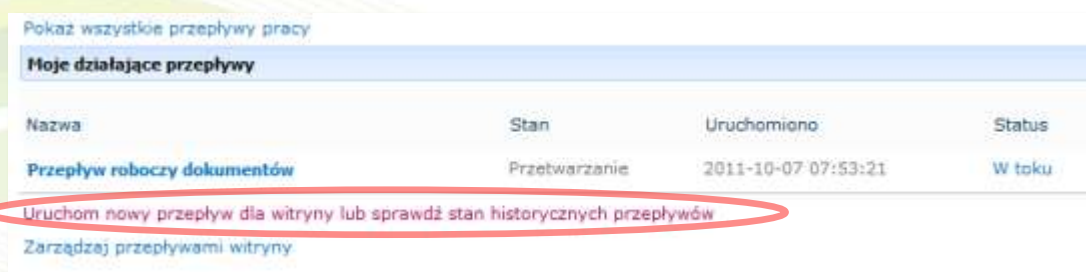 Pokaż wszystkie przepływy pracy
Moje działające przepływy
Nazwa Stan Uruchomiono Status
Przepływ roboczy dokumentów Przetwarzanie 2011-10-07 07:53:21 W toku
Uruchom nowy przepływ dla witryny lub sprawdź stan historycznych przepływów
Zarządzaj przepływami witryny